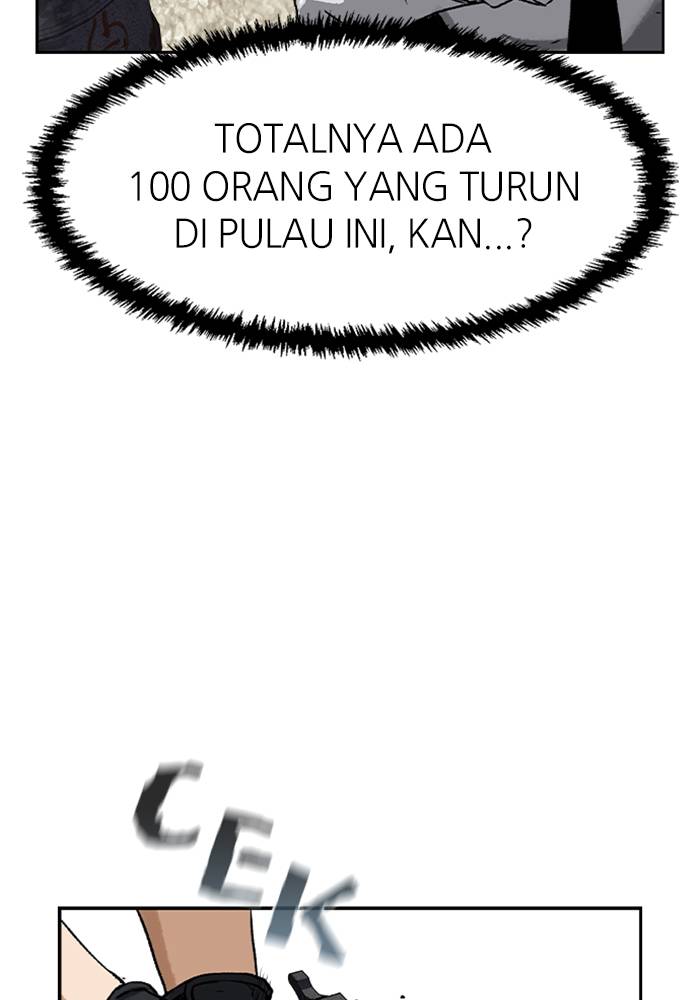 TOTALNYA ADA
100 ORANG YANG TURUN
DI PULAU INI, KAN...?
CEK